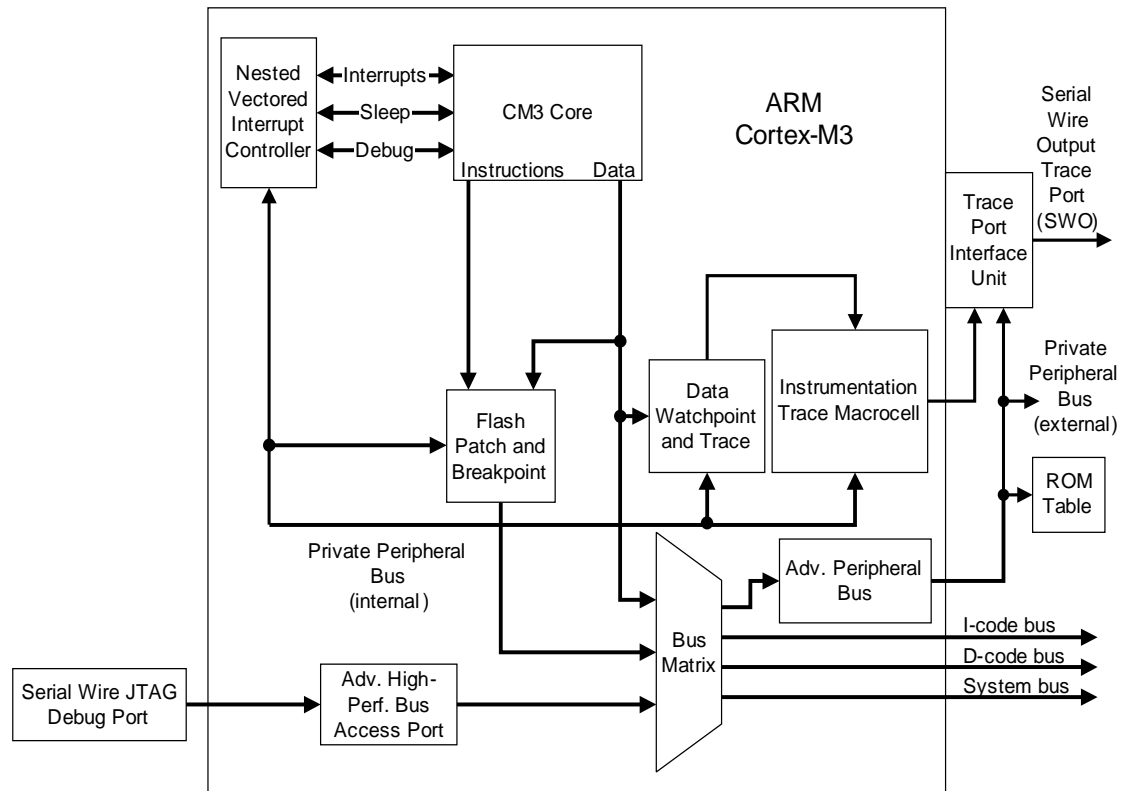 Nested
Vectored
Interrupt
Controller
Interrupts
Sleep
Debug
CM3 Core
Instructions
Data
ARM
Cortex-M3
Serial
Wire
Output
Trace
Port
(SWO)
Trace
Port
Interface
Unit
Flash
Patch and
Breakpoint
Data
Watchpoint
and Trace
Instrumentation
Trace Macrocell
Private
Peripheral
Bus
(external)
ROM
Table
Private Peripheral
Bus
(internal)
Adv. Peripheral
Bus
Bus
Matrix
I-code bus
D-code bus
System bus
Serial Wire JTAG
Debug Port
Adv. High-
Perf. Bus
Access Port